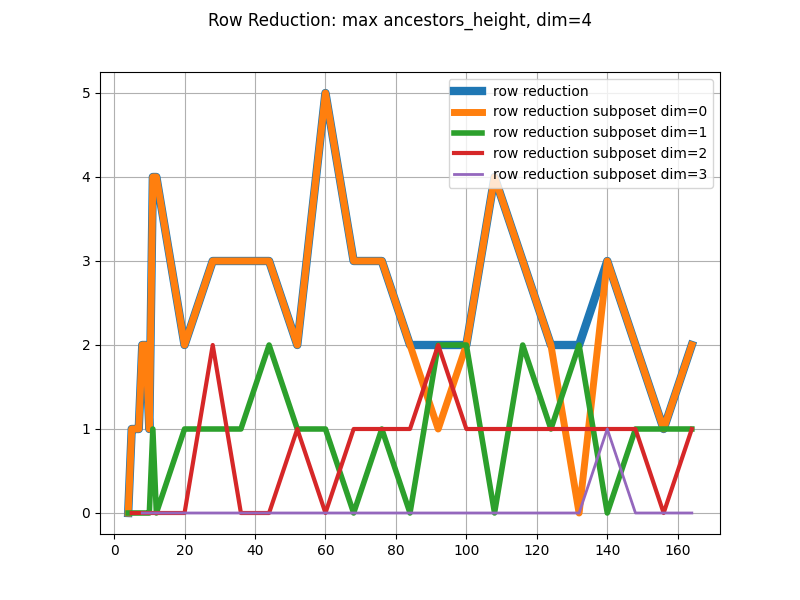 Row Reduction: max ancestors_height, dim=4
row reduction
row reduction subposet dim=0
row reduction subposet dim=1
row reduction subposet dim=2
row reduction subposet dim=3
5
4
3
2
1
0
0 20 40 60 80 100 120 140 160